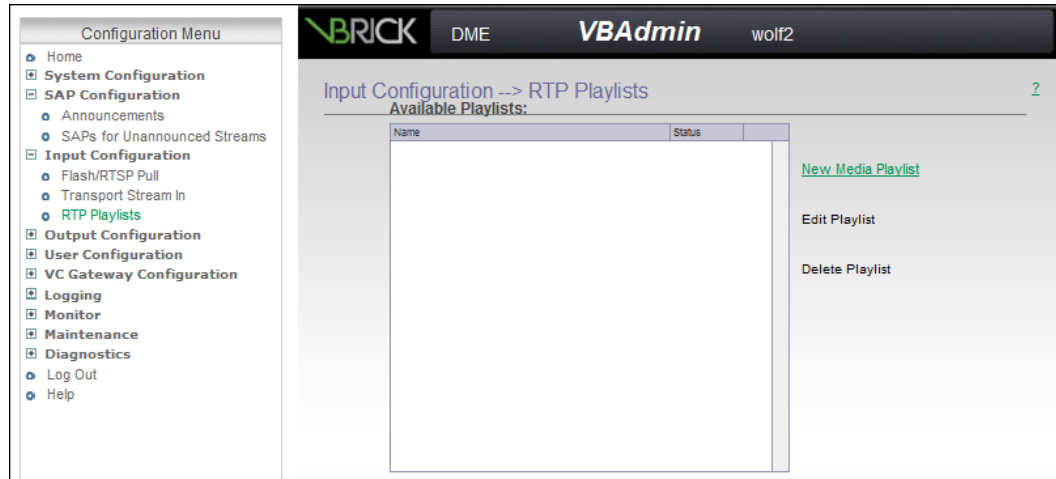 Configuration Menu
Home
System Configuration
SAP Configuration
Announcements
SAPs for Unannounced Streams
Input Configuration
Flash/RTSP Pull
Transport Stream In
RTP Playlists
Output Configuration
User Configuration
VC Gateway Configuration
Logging
Monitor
Maintenance
Diagnostics
Log Out
Help
VBRICK DME VBAdmin wolf2
Input Configuration --> RTP Playlists ?
Available Playlists:
Name Status
New Media Playlist
Edit Playlist
Delete Playlist